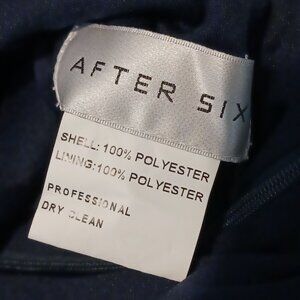 AFTER SIX
SHELL: 100% POLYESTER
LINING:100% POLYESTER
PROFESSIONAL
DRY CLEAN